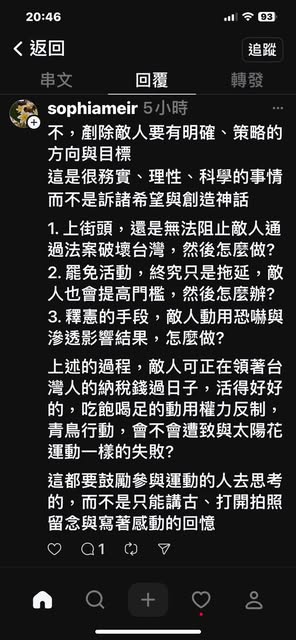 20:46
93
返回
追蹤
串文
回覆
轉發
sophiameir 5小時
不，剷除敵人要有明確、策略的
方向與目標
這是很務實、理性、科學的事情
而不是訴諸希望與創造神話
1. 上街頭，還是無法阻止敵人通
過法案破壞台灣，然後怎麼做?
2. 罷免活動，終究只是拖延，敵
人也會提高門檻，然後怎麼辦?
3. 釋憲的手段，敵人動用恐嚇與
滲透影響結果，怎麼做?
上述的過程，敵人可正在領著台
灣人的納稅錢過日子，活得好好
的，吃飽喝足的動用權力反制，
青鳥行動，會不會遭致與太陽花
運動一樣的失敗?
這都要鼓勵參與運動的人去思考
的，而不是只能講古、打開拍照
留念與寫著感動的回憶
1